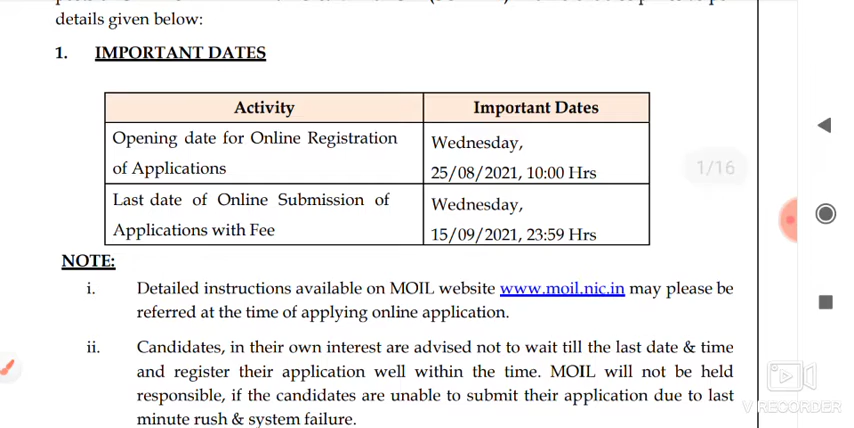 details given below:
1. IMPORTANT DATES
Activity Important Dates
Opening date for Online Registration of Applications
Wednesday, 25/08/2021, 10:00 Hrs
Last date of Online Submission of Applications with Fee
Wednesday, 15/09/2021, 23:59 Hrs
1/16
NOTE:
i. Detailed instructions available on MOIL website www.moil.nic.in may please be
referred at the time of applying online application.
ii. Candidates, in their own interest are advised not to wait till the last date & time
and register their application well within the time. MOIL will not be held
responsible, if the candidates are unable to submit their application due to last
minute rush & system failure.
V RECORDER